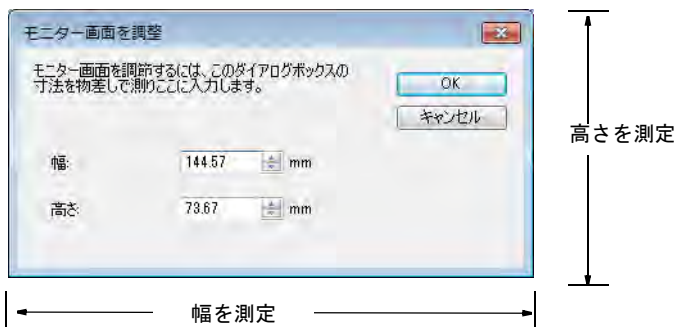 モニター画面を調整
モニター画面を調節するには、このダイアログボックスの
寸法を物差しで測りここに入力します。
OK
キャンセル
幅:
144.57
mm
高さ:
73.67
mm
高さを測定
幅を測定